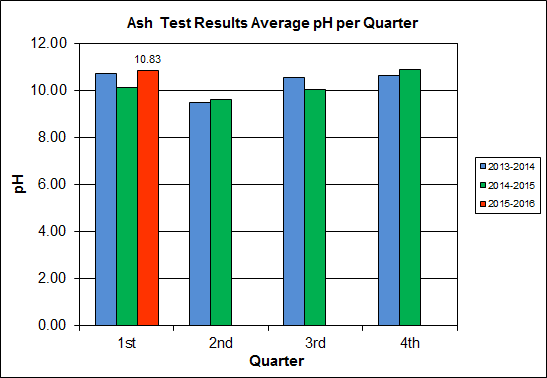 Ash  Test Results Average pH per Quarter
12.00
10.00
8.00
6.00
4.00
2.00
0.00
pH
10.83
1st
2nd
3rd
4th
Quarter
2013-2014
2014-2015
2015-2016